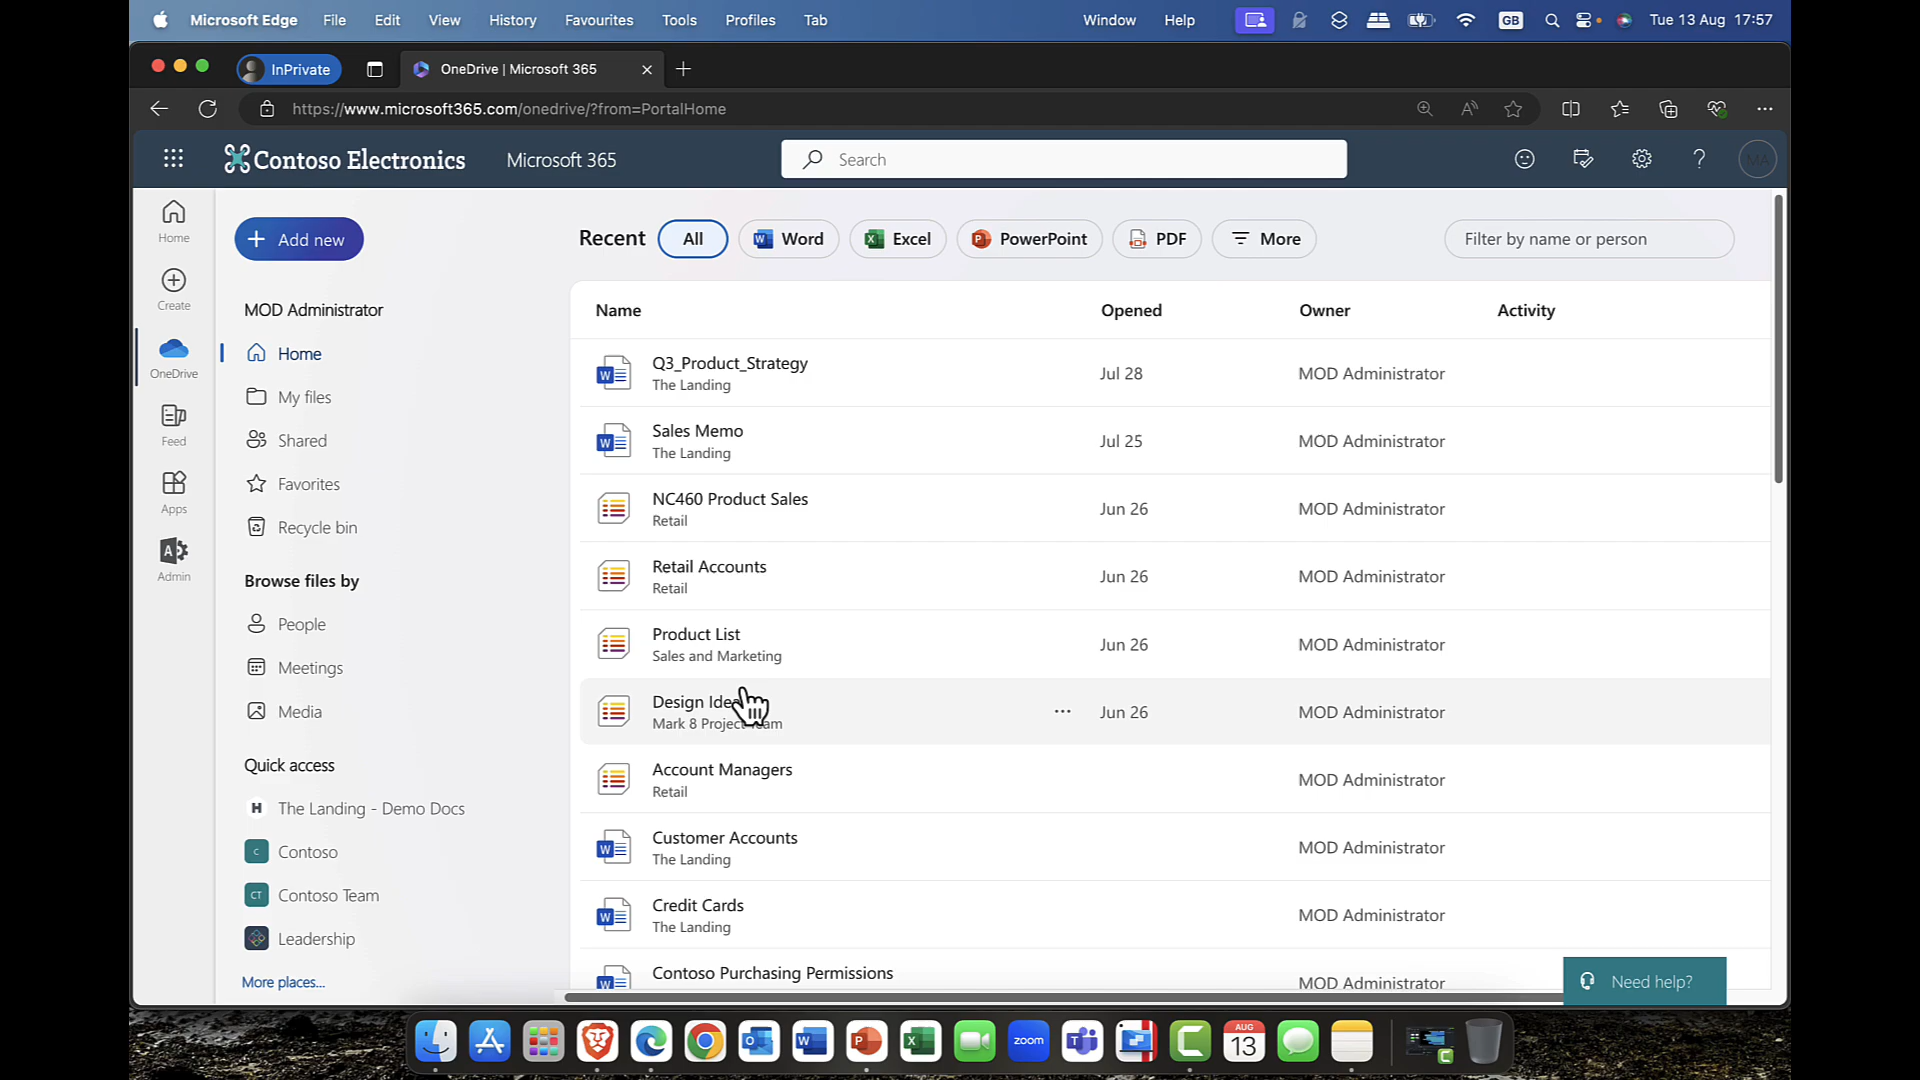 Microsoft Edge File Edit View History Favourites Tools Profiles Tab Window Help GB Tue 13 Aug 17:57
InPrivate OneDrive | Microsoft 365
https://www.microsoft365.com/onedrive/?from=PortalHome
Contoso Electronics Microsoft 365 Search MA
Home
Create
OneDrive
Feed
Apps
Admin
Add new
MOD Administrator
Home
My files
Shared
Favorites
Recycle bin
Browse files by
People
Meetings
Media
Quick access
The Landing - Demo Docs
C Contoso
CT Contoso Team
Leadership
More places...
Recent All Word Excel PowerPoint PDF More Filter by name or person
Name Opened Owner Activity
Q3_Product_Strategy
The Landing
Jul 28 MOD Administrator
Sales Memo
The Landing
Jul 25 MOD Administrator
NC460 Product Sales
Retail
Jun 26 MOD Administrator
Retail Accounts
Retail
Jun 26 MOD Administrator
Product List
Sales and Marketing
Jun 26 MOD Administrator
Design
Mark 8 Project
Jun 26 MOD Administrator
Account Managers
Retail
MOD Administrator
Customer Accounts
The Landing
MOD Administrator
Credit Cards
The Landing
MOD Administrator
Contoso Purchasing Permissions
MOD Administrator
Need help?
zoom
AUG
13